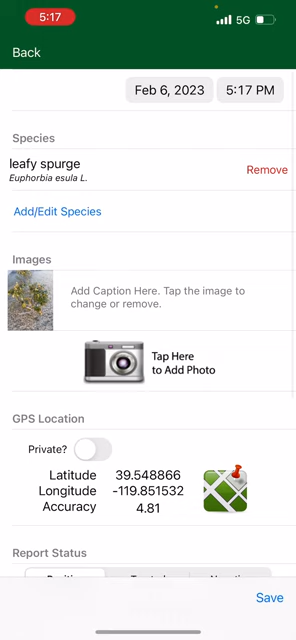 5:17
5G
Back
Feb 6, 2023
5:17 PM
Species
leafy spurge
Euphorbia esula L.
Remove
Add/Edit Species
Images
Add Caption Here. Tap the image to
change or remove.
Tap Here
to Add Photo
GPS Location
Private?
Latitude 39.548866
Longitude -119.851532
Accuracy 4.81
Report Status
Save